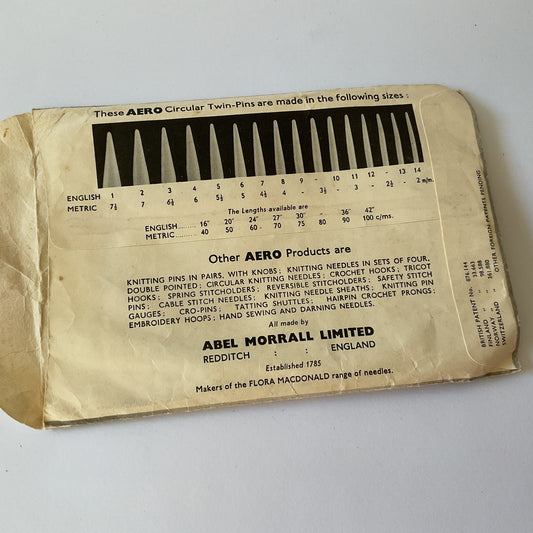 These AERO Circular Twin-Pins are made in the following sizes :
ENGLISH 1 2 3 4 5 6 7 8 - 10 11 12 - 13 14
METRIC 7½ 7 6½ 6 5½ 5 4½ 4 - 3½ - 3 - 2½ - 2 m/m.
The Lengths available are
ENGLISH 16" 20" 24" 27" 30" - 36" 42"
METRIC 40 50 60 70 75 80 90 100 c/ms.
Other AERO Products are
KNITTING PINS IN PAIRS, WITH KNOBS; KNITTING NEEDLES IN SETS OF FOUR,
DOUBLE POINTED; CIRCULAR KNITTING NEEDLES; CROCHET HOOKS; TRICOT
HOOKS; SPRING STITCHOLDERS; REVERSIBLE STITCHOLDERS; SAFETY STITCH
PINS; CABLE STITCH NEEDLES; KNITTING NEEDLE SHEATHS; KNITTING PIN
GAUGES; CRO-PINS; TATTING SHUTTLES; HAIRPIN CROCHET PRONGS;
EMBROIDERY HOOPS; HAND SEWING AND DARNING NEEDLES.
All made by
ABEL MORRALL LIMITED
REDDITCH : : ENGLAND
Established 1785
Makers of the FLORA MACDONALD range of needles.
BRITISH PATENT No.
FINLAND "
NORWAY "
SWITZERLAND "
OTHER FOREIGN PATENTS PENDING